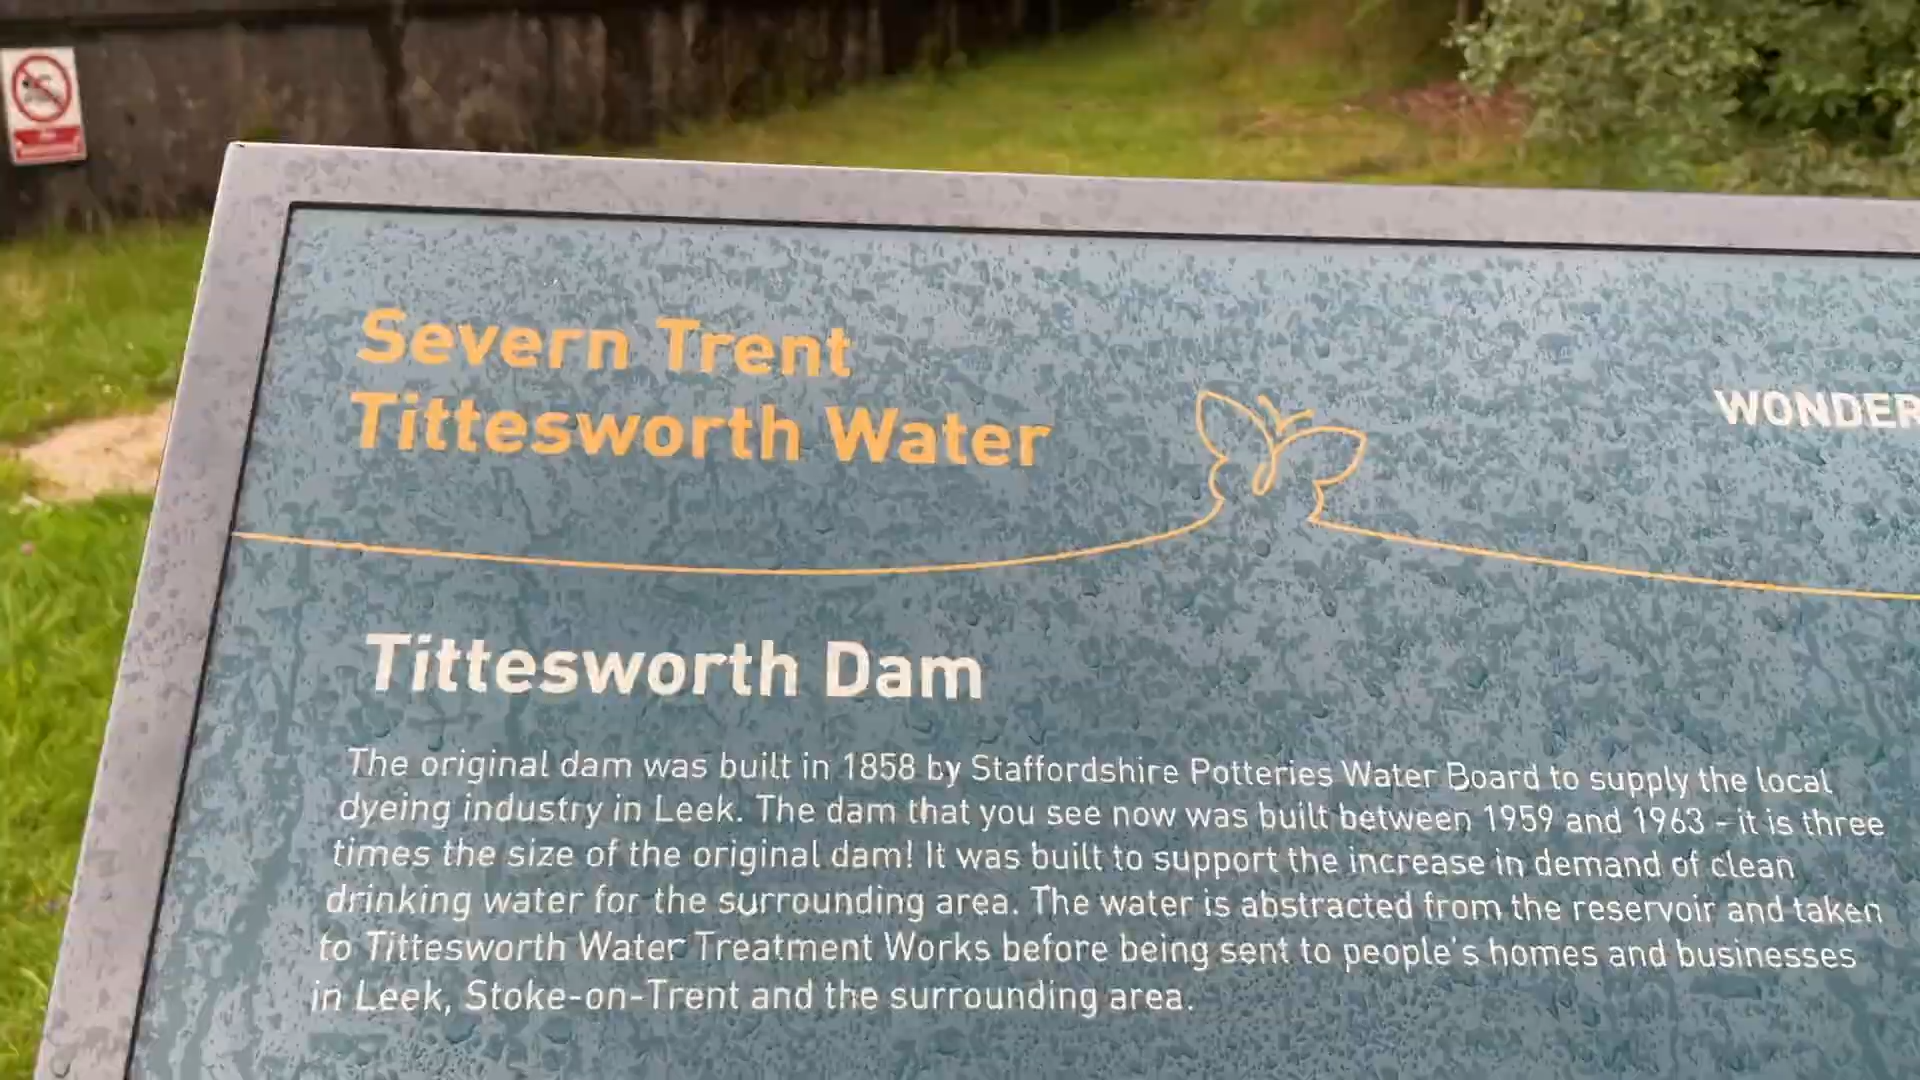 Severn Trent
Tittesworth Water
WONDER
Tittesworth Dam
The original dam was built in 1858 by Staffordshire Potteries Water Board to supply the local
dyeing industry in Leek. The dam that you see now was built between 1959 and 1963 - it is three
times the size of the original dam! It was built to support the increase in demand of clean
drinking water for the surrounding area. The water is abstracted from the reservoir and taken
to Tittesworth Water Treatment Works before being sent to people's homes and businesses
in Leek, Stoke-on-Trent and the surrounding area.